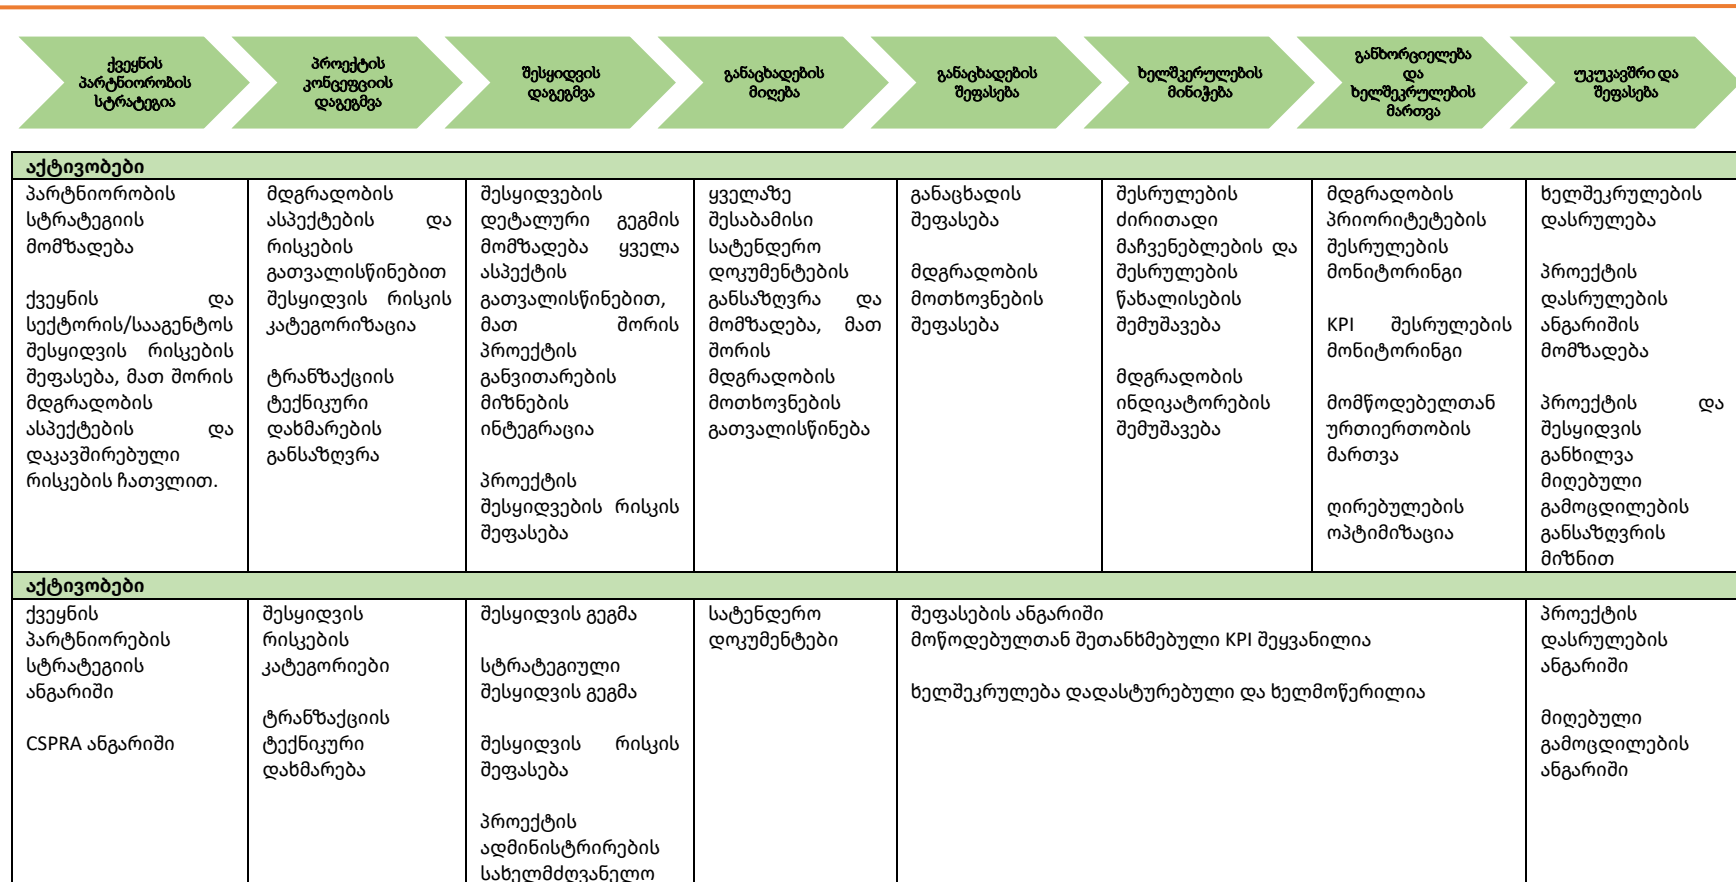 ქვეყნის
პარტნიორობის
სტრატეგია
პროექტის
კონცეფციის
დაგეგმვა
შესყიდვის
დაგეგმვა
განაცხადების
მიღება
განაცხადების
შეფასება
ხელშკერულების
მინიჭება
განხორციელება
და
ხელშეკრულების
მართვა
უკუკავშრი და
შეფასება
აქტივობები
პარტნიორობის
სტრატეგიის
მომზადება
ქვეყნის და
სექტორის/სააგენტოს
შესყიდვის რისკების
შეფასება, მათ შორის
მდგრადობის
ასპექტების და
დაკავშირებული
რისკების ჩათვლით.
მდგრადობის
ასპექტების და
რისკების
გათვალისწინებით
შესყიდვის რისკის
კატეგორიზაცია
ტრანზაქციის
ტექნიკური
დახმარების
განსაზღვრა
შესყიდვების
დეტალური გეგმის
მომზადება ყველა
ასპექტის
გათვალისწინებით,
მათ შორის
პროექტის
განვითარების
მიზნების
ინტეგრაცია
პროექტის
შესყიდვების რისკის
შეფასება
ყველაზე
შესაბამისი
სატენდერო
დოკუმენტების
განსაზღვრა და
მომზადება, მათ
შორის
მდგრადობის
მოთხოვნების
გათვალისწინება
განაცხადის
შეფასება
მდგრადობის
მოთხოვნების
შეფასება
შესრულების
ძირითადი
მაჩვენებლების და
შესრულების
წახალისების
შემუშავება
მდგრადობის
ინდიკატორების
შემუშავება
მდგრადობის
პრიორიტეტების
შესრულების
მონიტორინგი
KPI შესრულების
მონიტორინგი
მომწოდებელთან
ურთიერთობის
მართვა
ღირებულების
ოპტიმიზაცია
ხელშეკრულების
დასრულება
პროექტის
დასრულების
ანგარიშის
მომზადება
პროექტის და
შესყიდვის
განხილვა
მიღებული
გამოცდილების
განსაზღვრის
მიზნით
აქტივობები
ქვეყნის
პარტნიორების
სტრატეგიის
ანგარიში
CSPRA ანგარიში
შესყიდვის
რისკების
კატეგორიები
ტრანზაქციის
ტექნიკური
დახმარება
შესყიდვის გეგმა
სტრატეგიული
შესყიდვის გეგმა
შესყიდვის რისკის
შეფასება
პროექტის
ადმინისტრირების
სახელმძღვანელო
სატენდერო
დოკუმენტები
შეფასების ანგარიში
მოწოდებულთან შეთანხმებული KPI შეყვანილია
ხელშეკრულება დადასტურებული და ხელმოწერილია
პროექტის
დასრულების
ანგარიში
მიღებული
გამოცდილების
ანგარიში